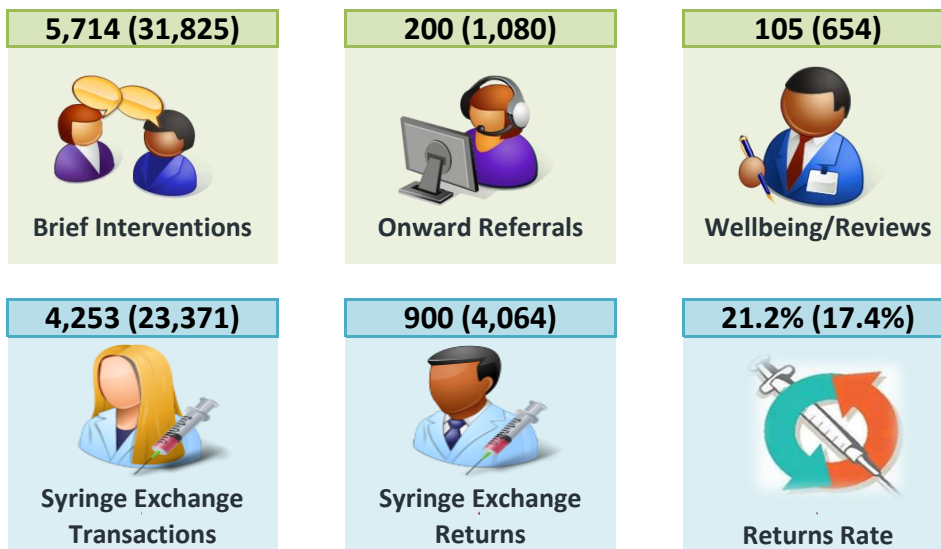 5,714 (31,825)
200 (1,080)
105 (654)
Brief Interventions
Onward Referrals
Wellbeing/Reviews
4,253 (23,371)
900 (4,064)
21.2% (17.4%)
Syringe Exchange
Transactions
Syringe Exchange
Returns
Returns Rate